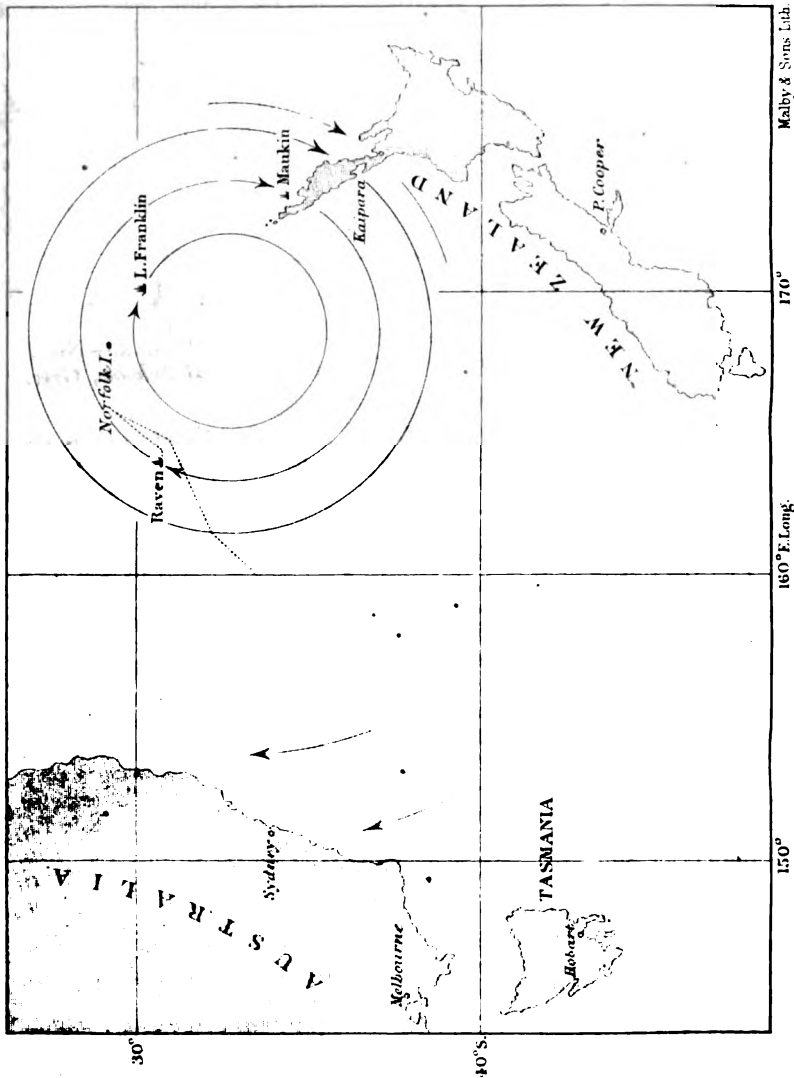 Norfolk I.
L. Franklin
Raven
Maukin
Kaipara
NEW ZEALAND
P. Cooper
AUSTRALIA
Sydney
Melbourne
TASMANIA
Hobart
30°
40°S.
150°
160° E. Long.
170°
Malby & Sons Lith.